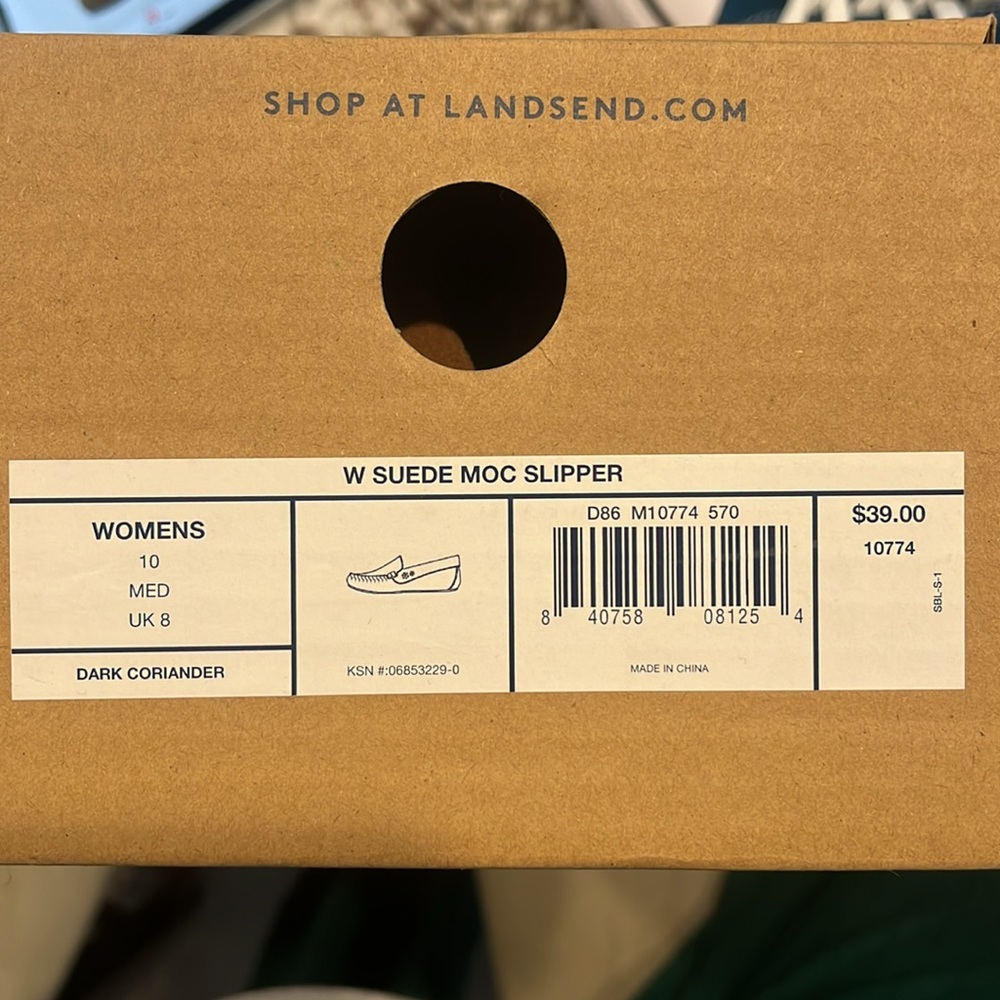 SHOP AT LANDSEND.COM
W SUEDE MOC SLIPPER
WOMENS
10
MED
UK 8
DARK CORIANDER
KSN #:06853229-0
D86 M10774 570
8 40758 08125 4
MADE IN CHINA
$39.00
10774
SBL-S-1